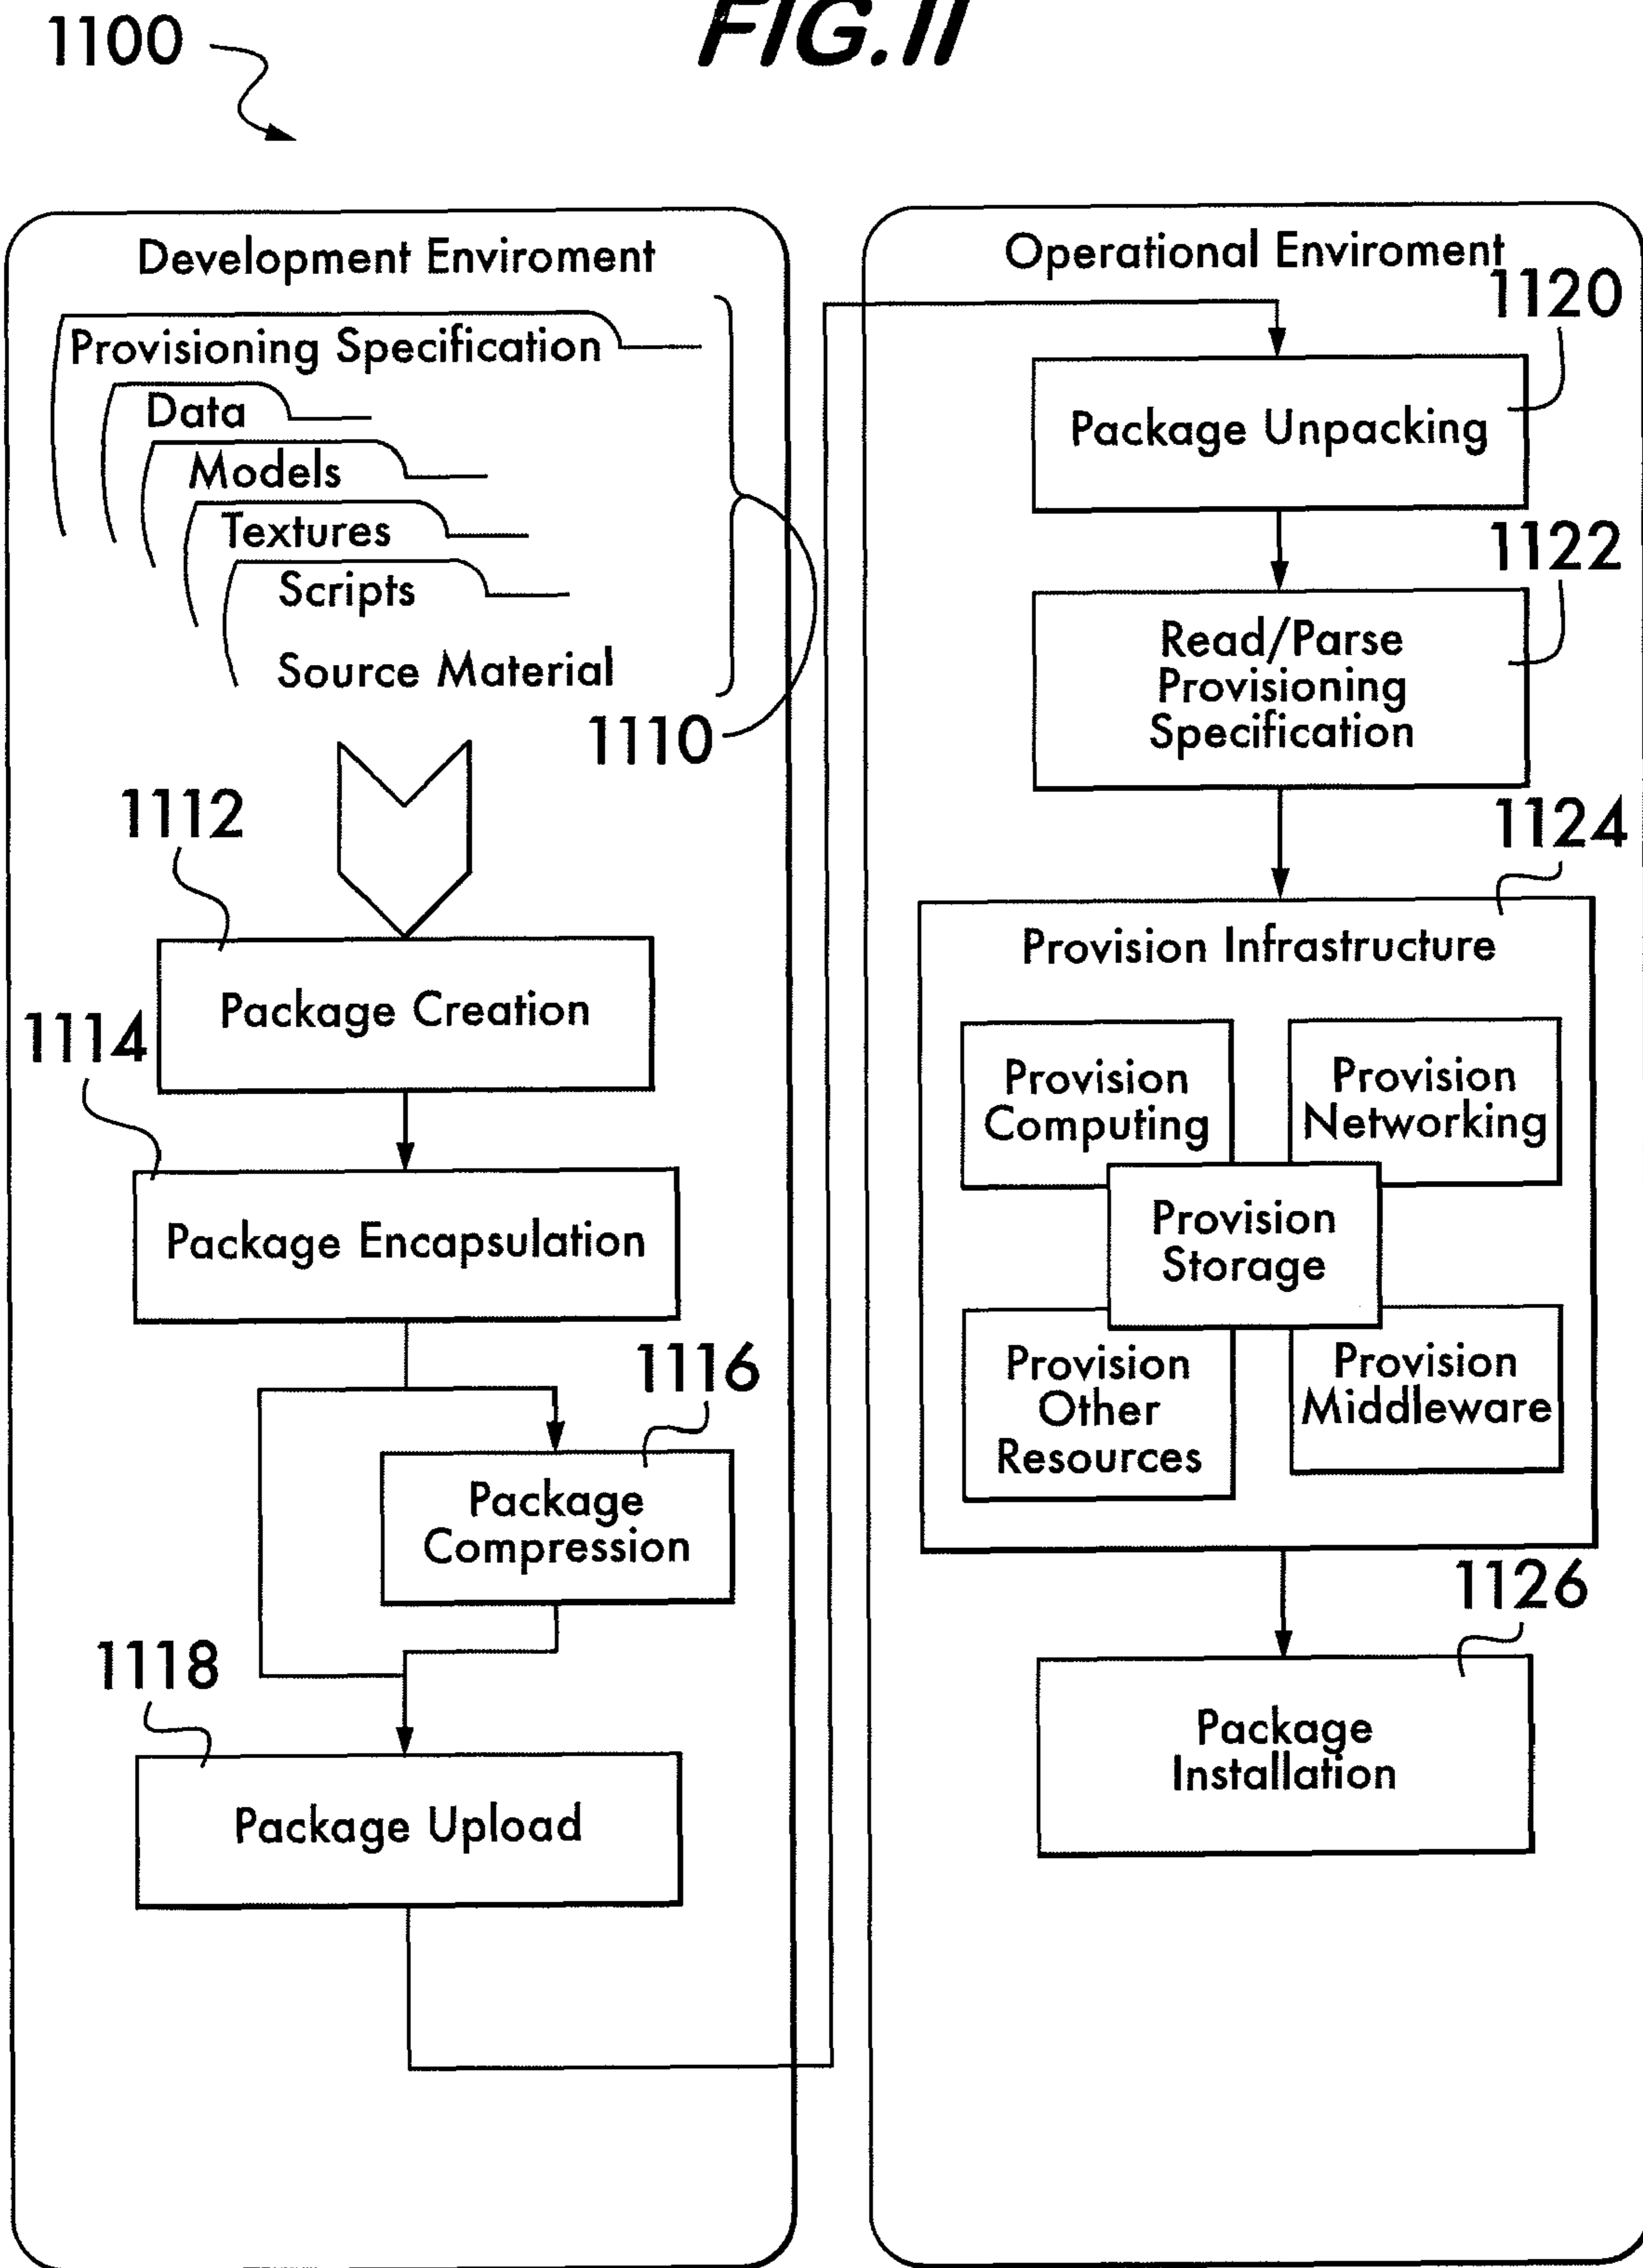 1100
FIG.11
Development Enviroment
Provisioning Specification
Data
Models
Textures
Scripts
Source Material
1110
1112
Package Creation
1114
Package Encapsulation
1116
Package
Compression
1118
Package Upload
Operational Enviroment
1120
Package Unpacking
1122
Read/Parse
Provisioning
Specification
1124
Provision Infrastructure
Provision
Computing
Provision
Networking
Provision
Storage
Provision
Other
Resources
Provision
Middleware
1126
Package
Installation